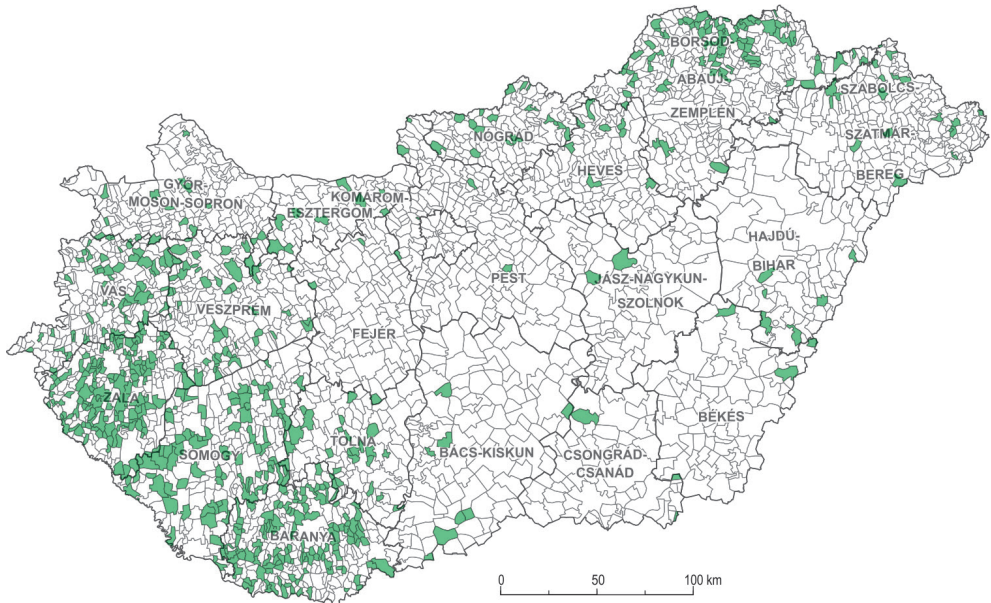 BORSOD-
ABAÚJ-
ZEMPLÉN
SZABOLCS-
SZATMÁR-
BEREG
NÓGRÁD
HEVES
GYŐR-
MOSON-SOPRON
KOMÁROM-
ESZTERGOM
HAJDÚ-
BIHAR
VAS
VESZPRÉM
FEJÉR
PEST
JÁSZ-NAGYKUN-
SZOLNOK
ZALA
SOMOGY
TOLNA
BÁCS-KISKUN
CSONGRÁD-
CSANÁD
BÉKÉS
BARANYA
0 50 100 km